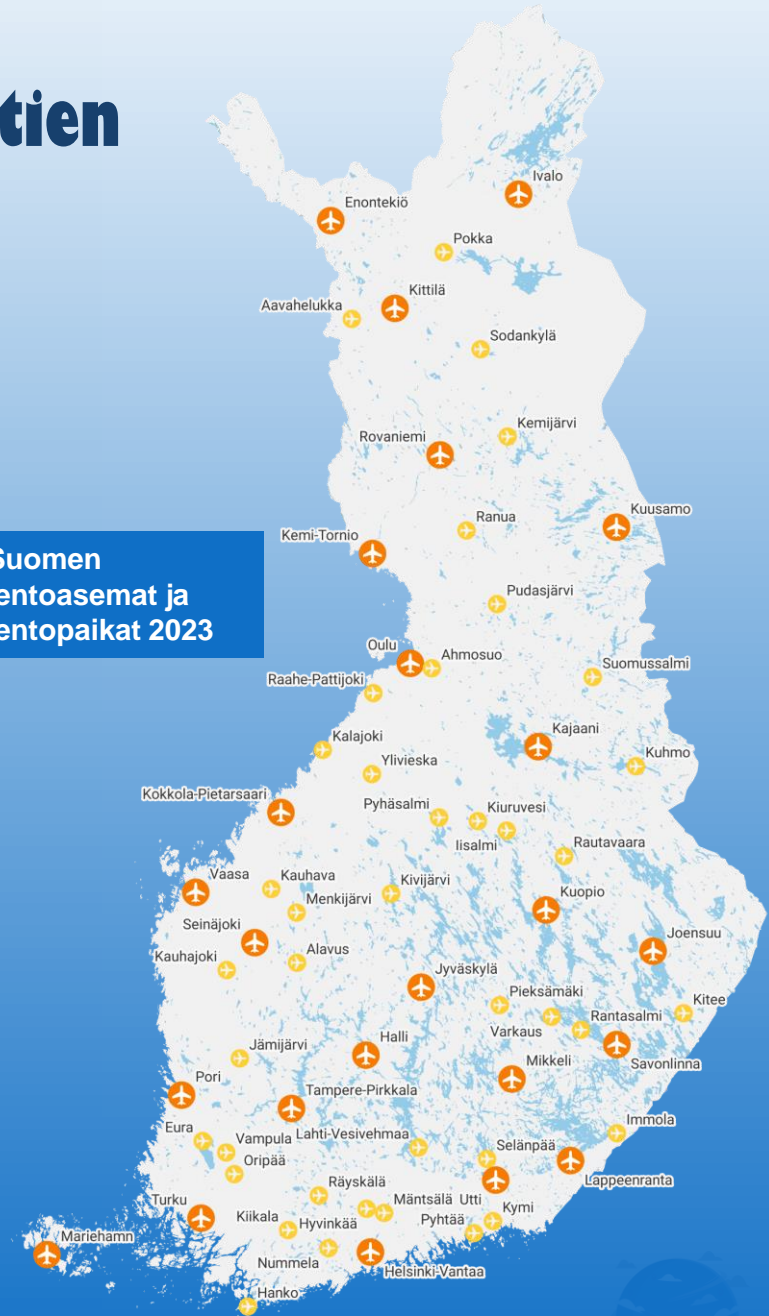 tien
Ivalo
Enontekiö
Pokka
Kittilä
Aavahelukka
Sodankylä
Kemijärvi
Rovaniemi
Kuusamo
Ranua
Kemi-Tornio
Suomen
entoasemat ja
entopaikat 2023
Pudasjärvi
Oulu
Ahmosuo
Suomussalmi
Raahe-Pattijoki
Kajaani
Kalajoki
Kuhmo
Ylivieska
Kokkola-Pietarsaari
Pyhäsalmi
Kiuruvesi
Iisalmi
Rautavaara
Vaasa
Kauhava
Kivijärvi
Menkijärvi
Kuopio
Seinäjoki
Joensuu
Alavus
Kauhajoki
Jyväskylä
Pieksämäki
Kitee
Rantasalmi
Varkaus
Halli
Jämijärvi
Mikkeli
Savonlinna
Pori
Tampere-Pirkkala
Immola
Eura
Vampula
Lahti-Vesivehmaa
Selänpää
Oripää
Lappeenranta
Räyskälä
Turku
Mäntsälä
Utti
Kymi
Kiikala
Hyvinkää
Pyhtää
Mariehamn
Nummela
Helsinki-Vantaa
Hanko